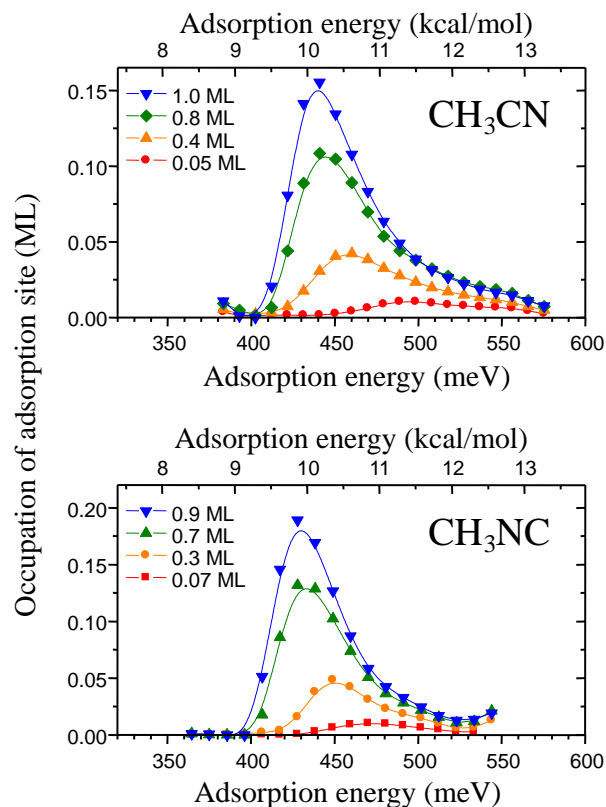 Adsorption energy (kcal/mol)
8 9 10 11 12 13
0.15
0.10
0.05
0.00
1.0 ML
0.8 ML
0.4 ML
0.05 ML
CH₃CN
350 400 450 500 550 600
Adsorption energy (meV)
Occupation of adsorption site (ML)
Adsorption energy (kcal/mol)
8 9 10 11 12 13
0.20
0.15
0.10
0.05
0.00
0.9 ML
0.7 ML
0.3 ML
0.07 ML
CH₃NC
350 400 450 500 550 600
Adsorption energy (meV)